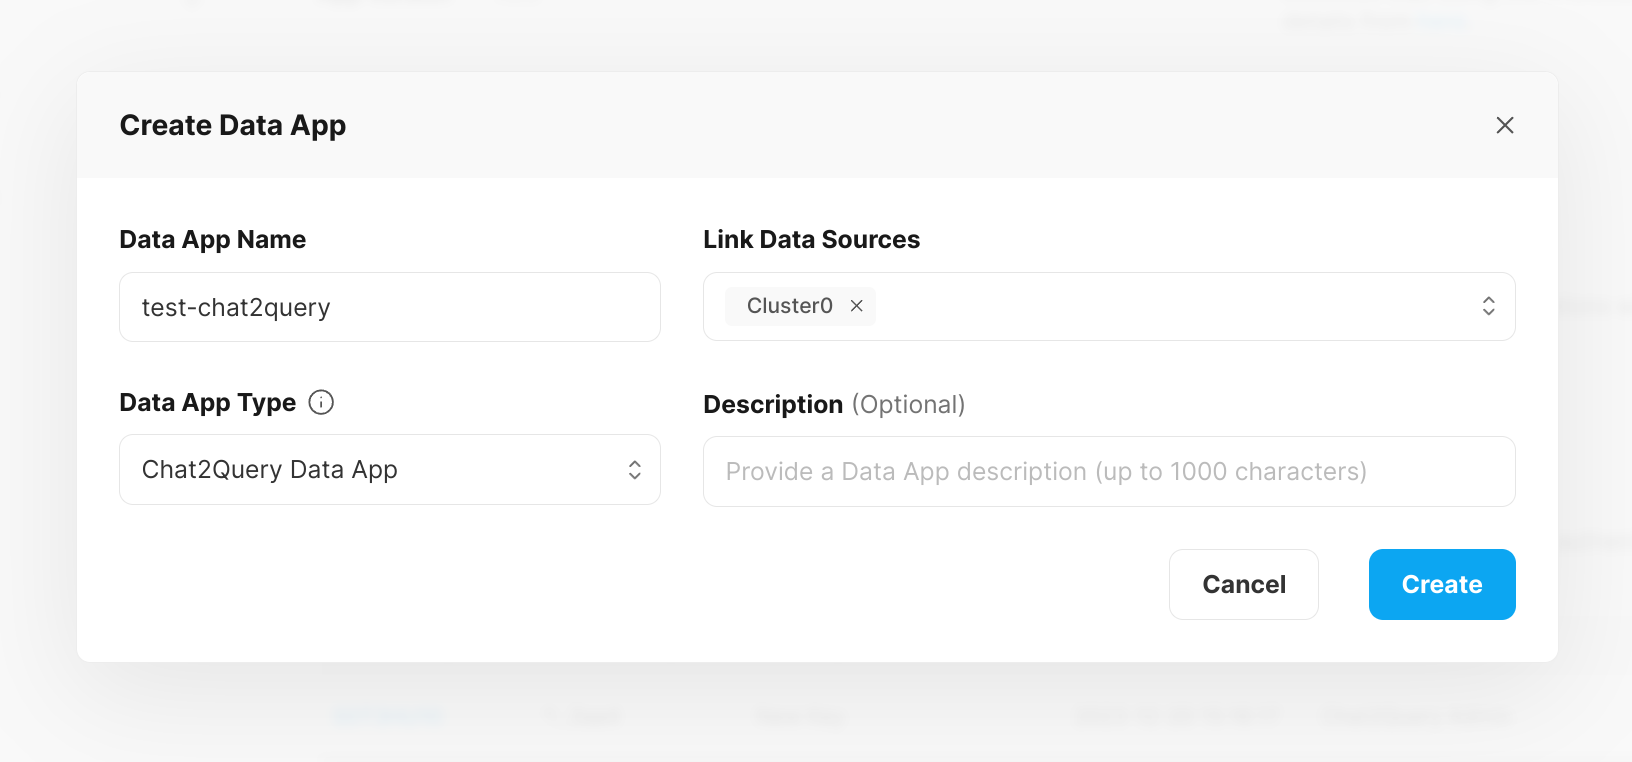 Create Data App
Data App Name
Link Data Sources
test-chat2query
Cluster0
Data App Type
Description (Optional)
Chat2Query Data App
Provide a Data App description (up to 1000 characters)
Cancel
Create